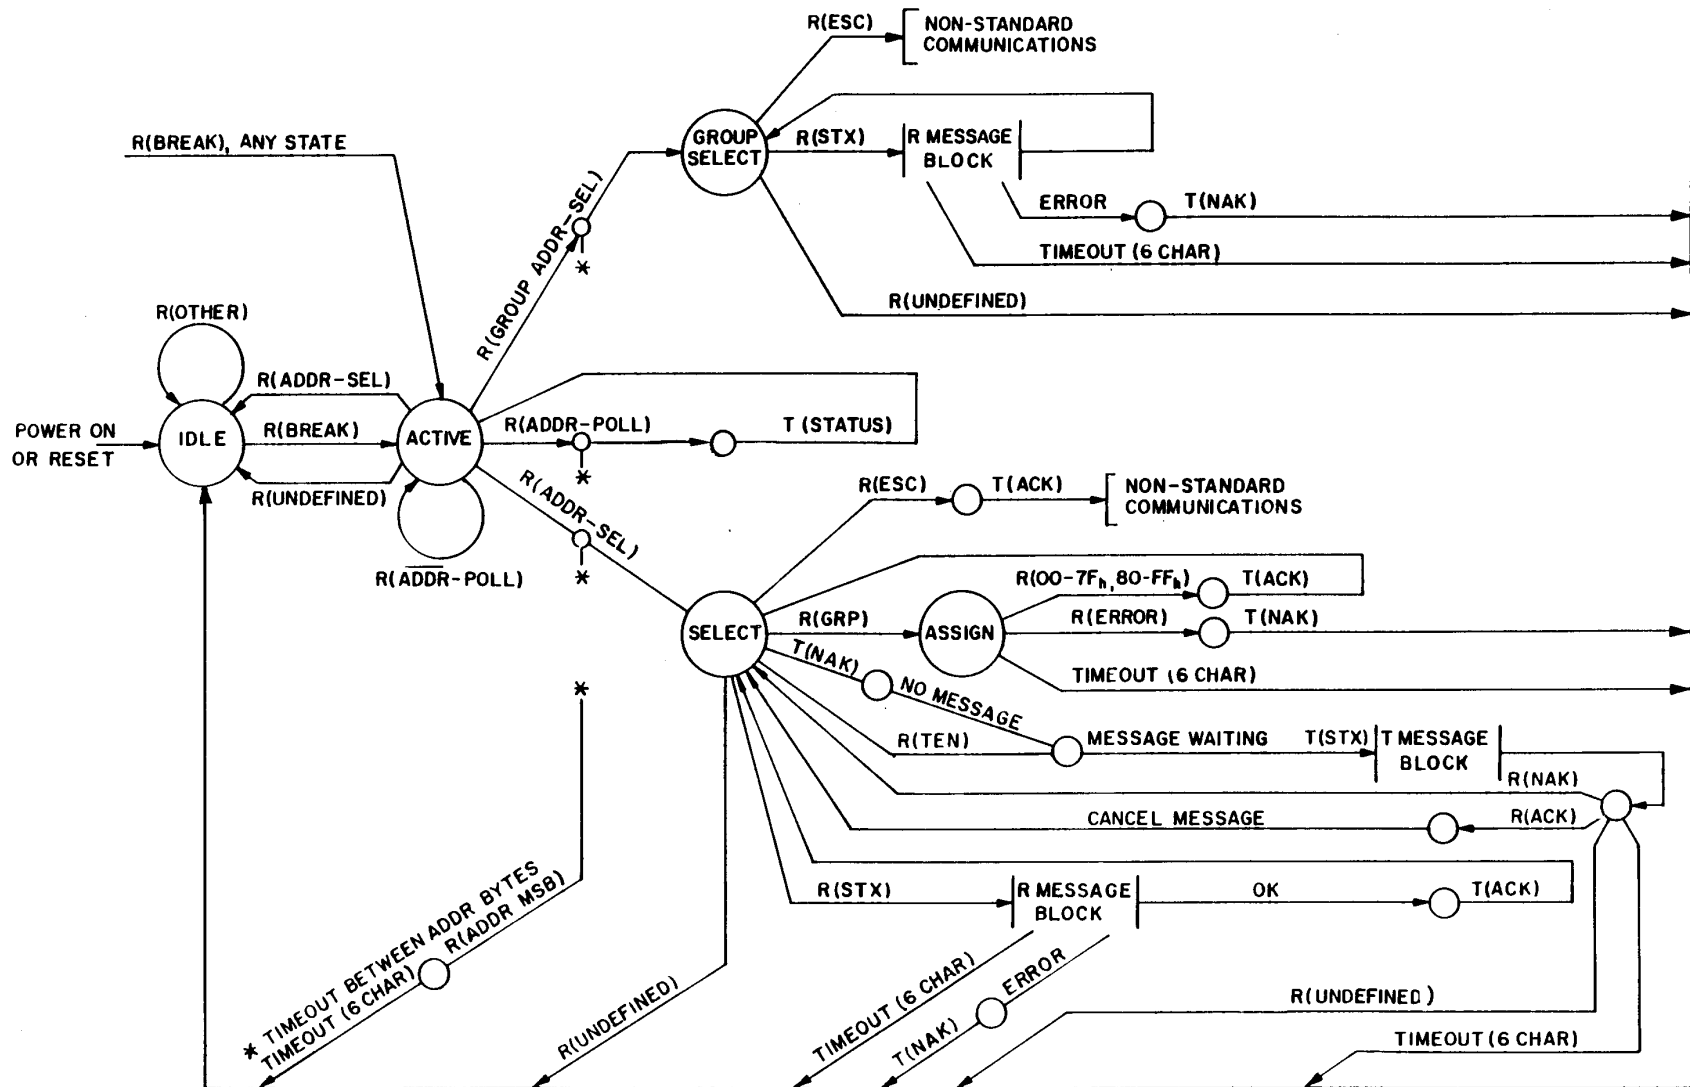 R(ESC)
NON-STANDARD
COMMUNICATIONS
R(BREAK), ANY STATE
GROUP
SELECT
R(STX)
R MESSAGE
BLOCK
ERROR
T(NAK)
TIMEOUT (6 CHAR)
R(GROUP ADDR-SEL)
*
R(UNDEFINED)
R(OTHER)
R(ADDR-SEL)
POWER ON
OR RESET
IDLE
R(BREAK)
ACTIVE
R(ADDR-POLL)
T (STATUS)
*
R(UNDEFINED)
R(ADDR-SEL)
R(ESC)
T(ACK)
NON-STANDARD
COMMUNICATIONS
R(A̅D̅D̅R̅-POLL)
*
R(00-7Fh, 80-FFh)
T(ACK)
SELECT
R(GRP)
ASSIGN
R(ERROR)
T(NAK)
T(NAK)
TIMEOUT (6 CHAR)
*
NO MESSAGE
R(TEN)
MESSAGE WAITING
T(STX)
T MESSAGE
BLOCK
R(NAK)
CANCEL MESSAGE
R(ACK)
R(STX)
R MESSAGE
BLOCK
OK
T(ACK)
* TIMEOUT BETWEEN ADDR BYTES
TIMEOUT (6 CHAR)
R(ADDR MSB)
R(UNDEFINED)
TIMEOUT (6 CHAR)
ERROR
T(NAK)
R(UNDEFINED)
TIMEOUT (6 CHAR)